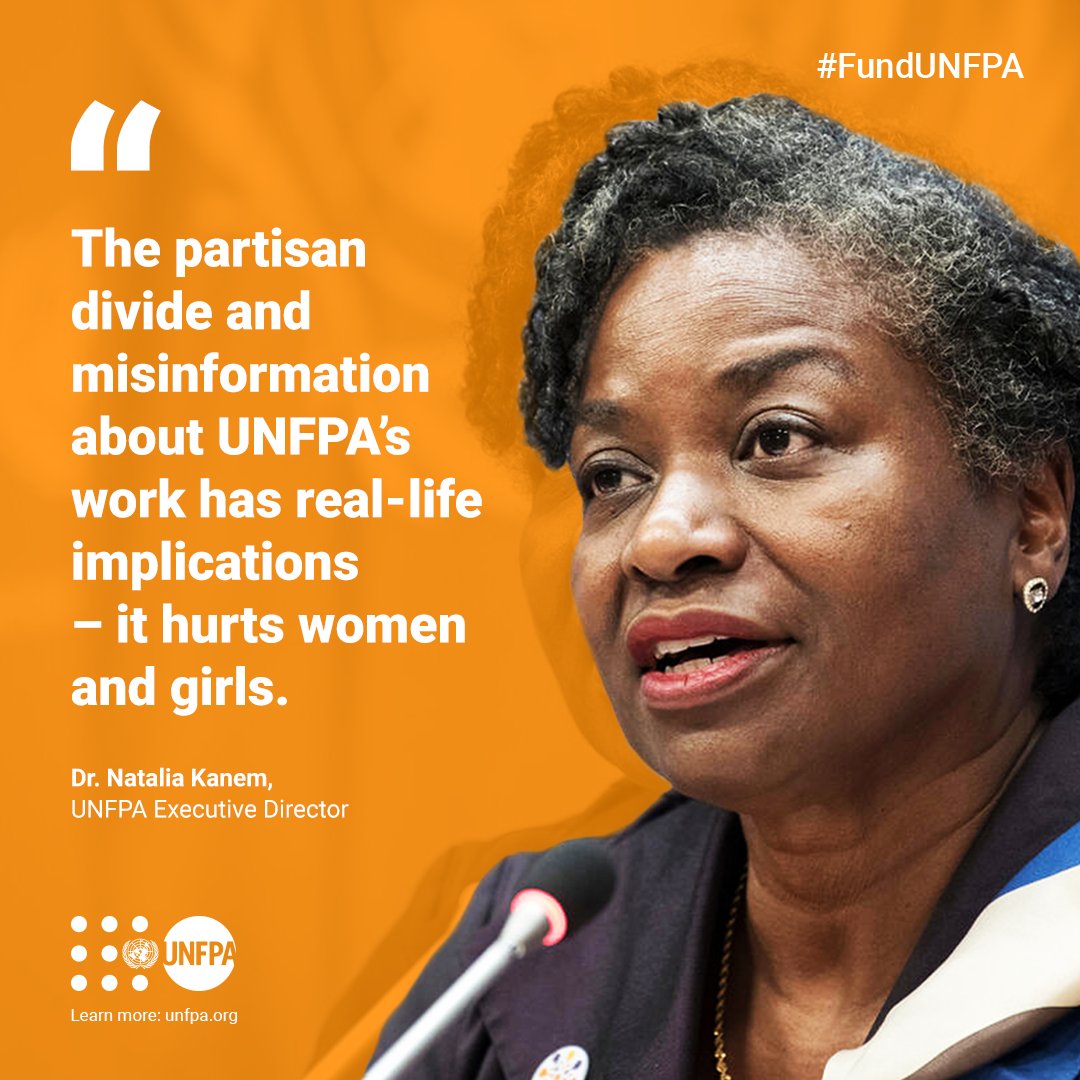 #FundUNFPA
“
The partisan
divide and
misinformation
about UNFPA’s
work has real-life
implications
– it hurts women
and girls.
Dr. Natalia Kanem,
UNFPA Executive Director
UNFPA
Learn more: unfpa.org